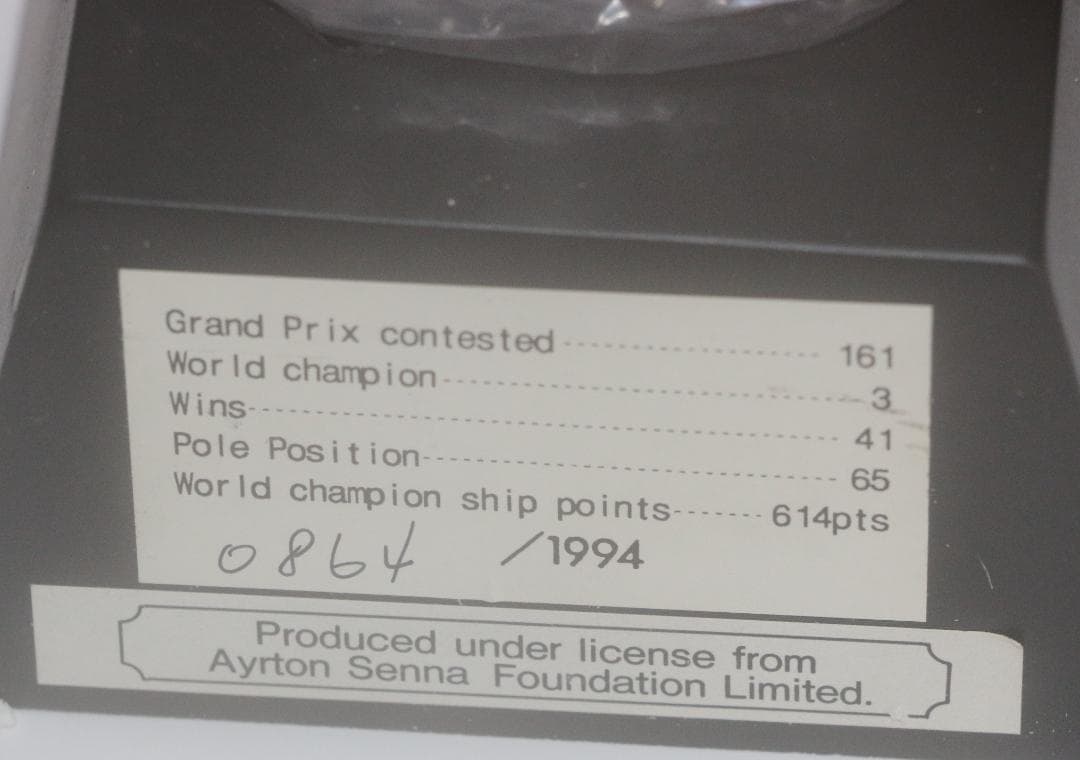 Grand Prix contested 161
World champion 3
Wins 41
Pole Position 65
World champion ship points 614pts
0864 /1994
Produced under license from
Ayrton Senna Foundation Limited.